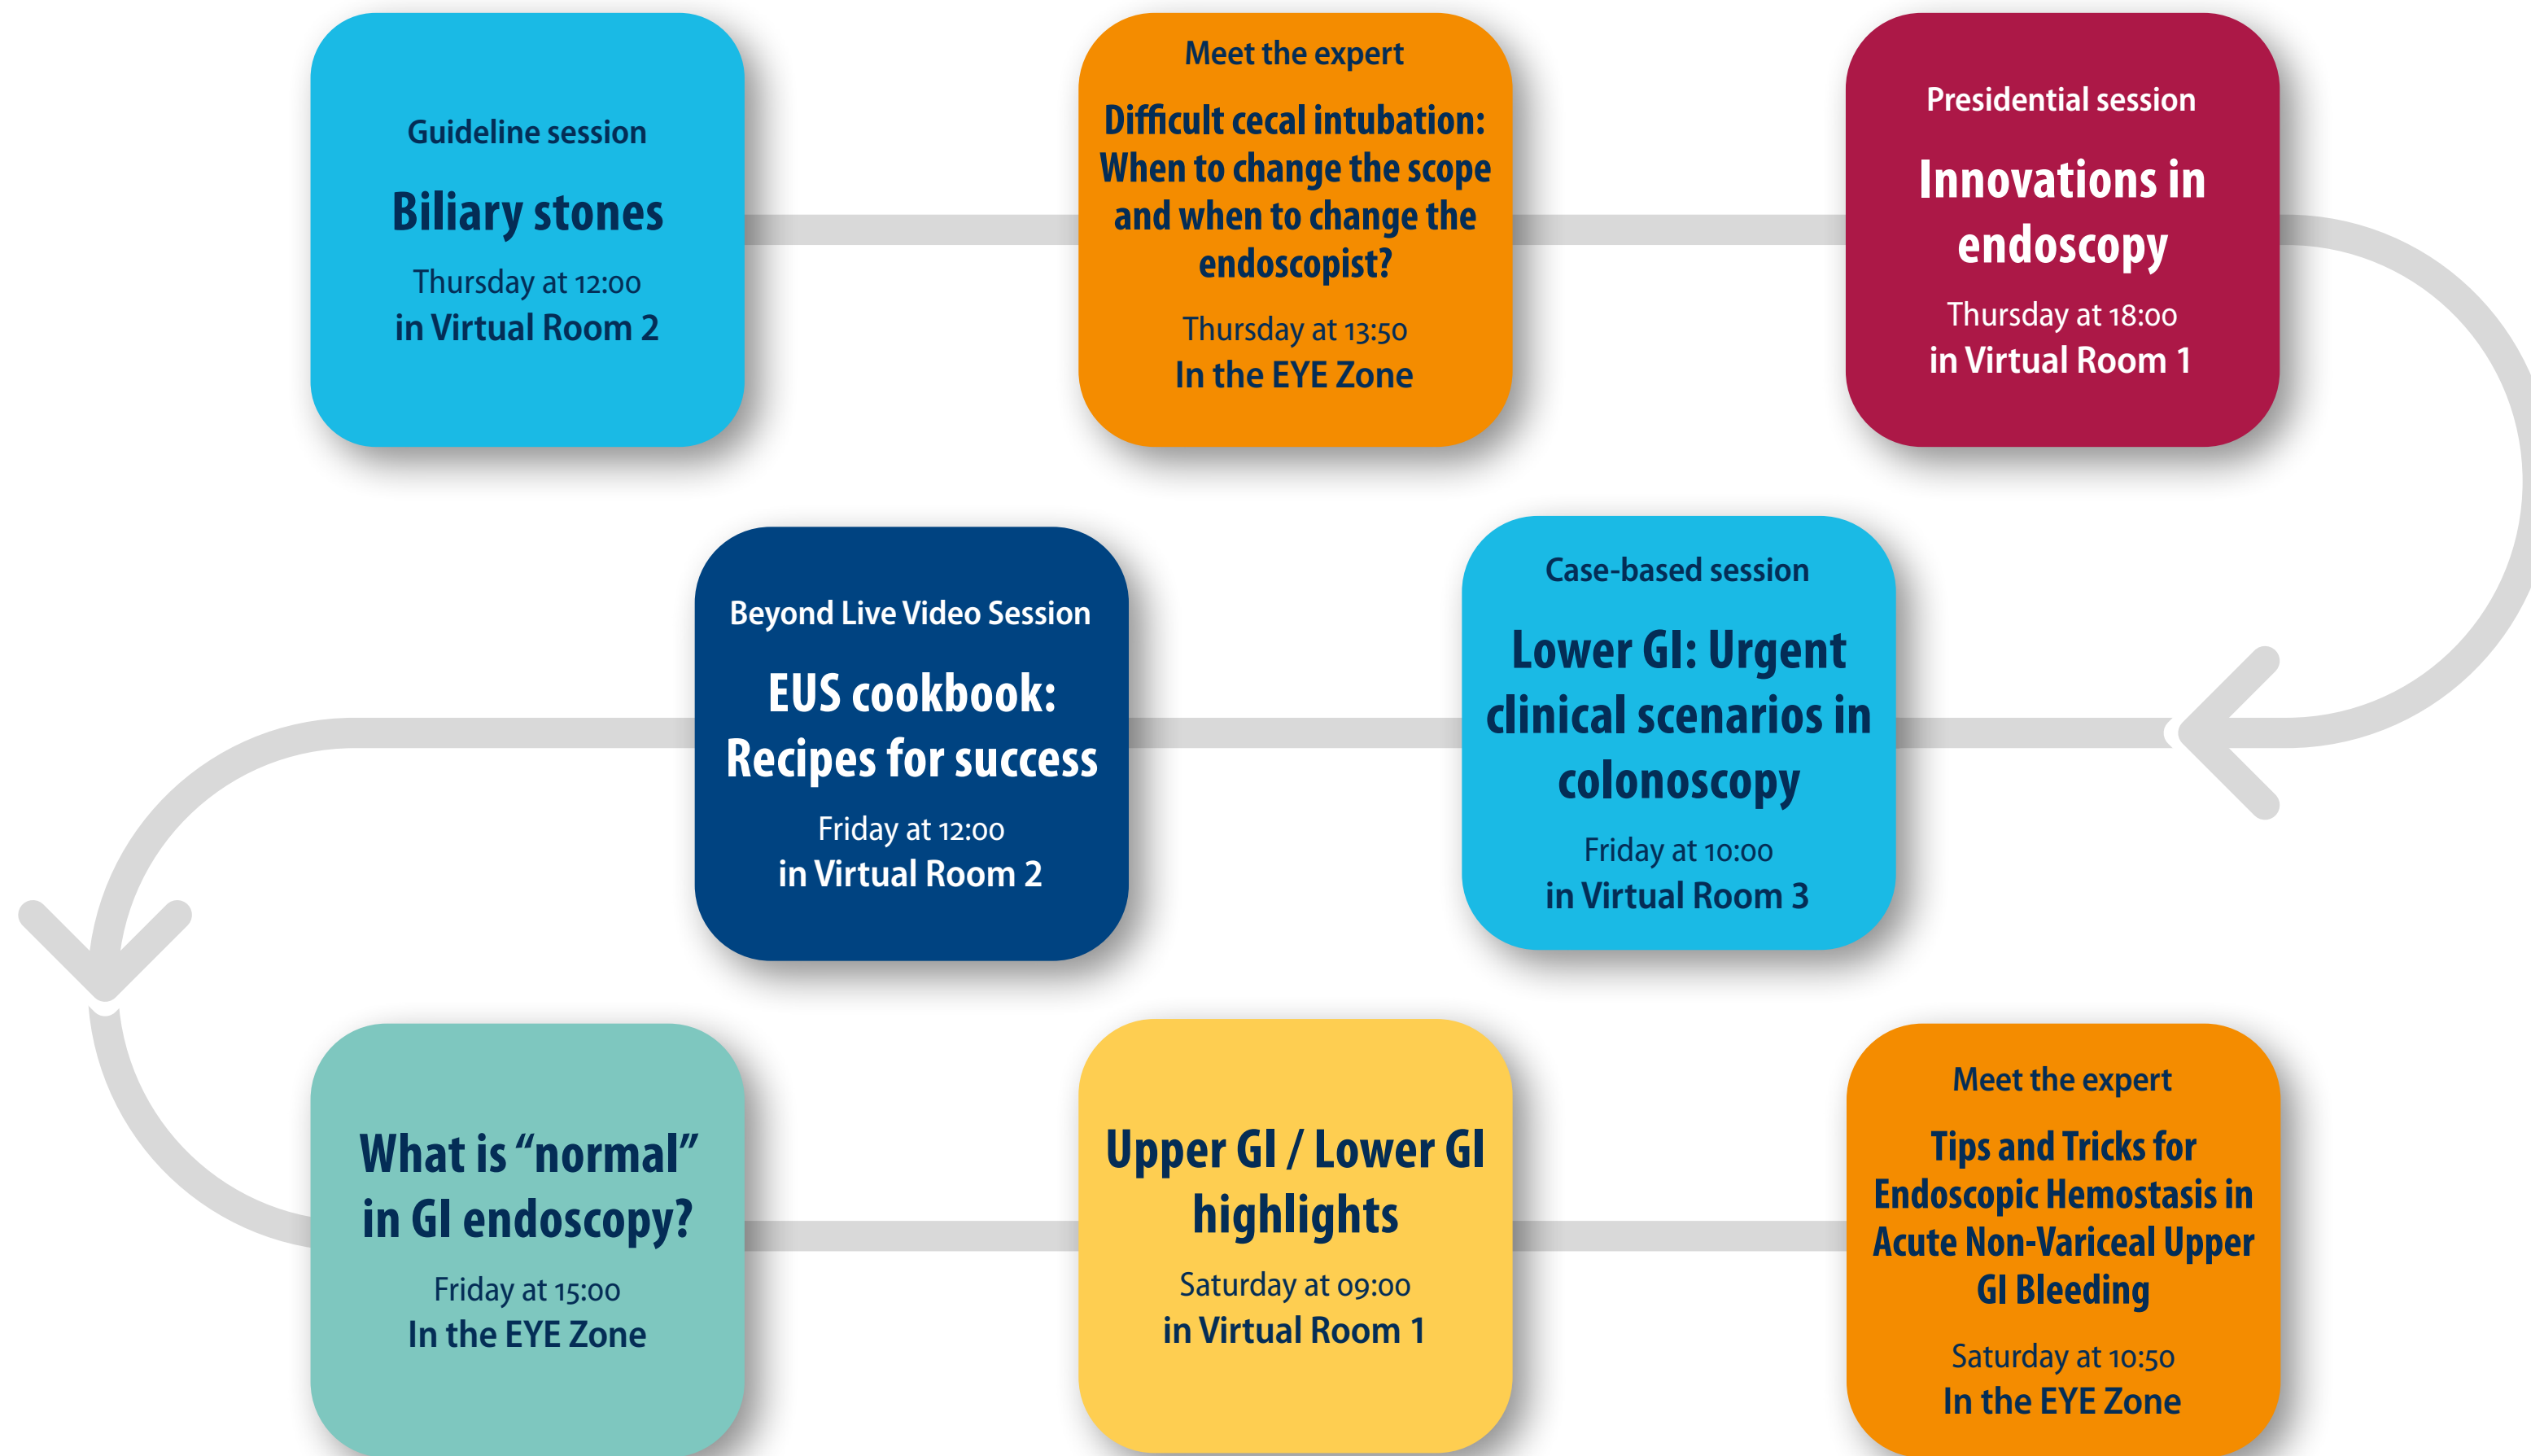 Guideline session
Biliary stones
Thursday at 12:00
in Virtual Room 2
Meet the expert
Difficult cecal intubation:
When to change the scope
and when to change the
endoscopist?
Thursday at 13:50
In the EYE Zone
Presidential session
Innovations in
endoscopy
Thursday at 18:00
in Virtual Room 1
Case-based session
Lower GI: Urgent
clinical scenarios in
colonoscopy
Friday at 10:00
in Virtual Room 3
Beyond Live Video Session
EUS cookbook:
Recipes for success
Friday at 12:00
in Virtual Room 2
What is “normal”
in GI endoscopy?
Friday at 15:00
In the EYE Zone
Upper GI / Lower GI
highlights
Saturday at 09:00
in Virtual Room 1
Meet the expert
Tips and Tricks for
Endoscopic Hemostasis in
Acute Non-Variceal Upper
GI Bleeding
Saturday at 10:50
In the EYE Zone